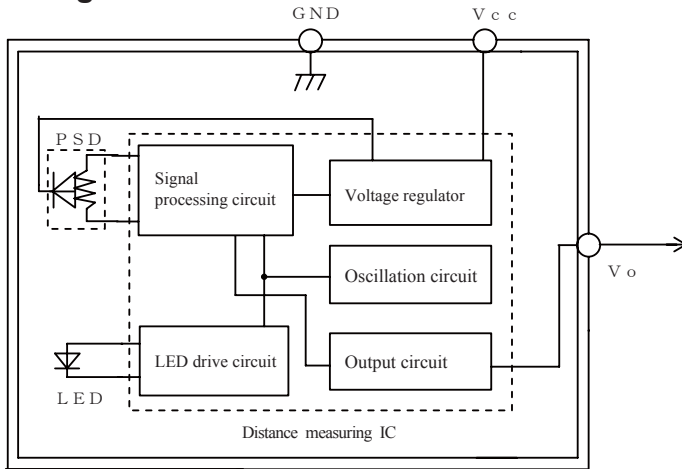 GND
Vcc
PSD
Signal
processing circuit
Voltage regulator
Oscillation circuit
Vo
LED drive circuit
Output circuit
LED
Distance measuring IC